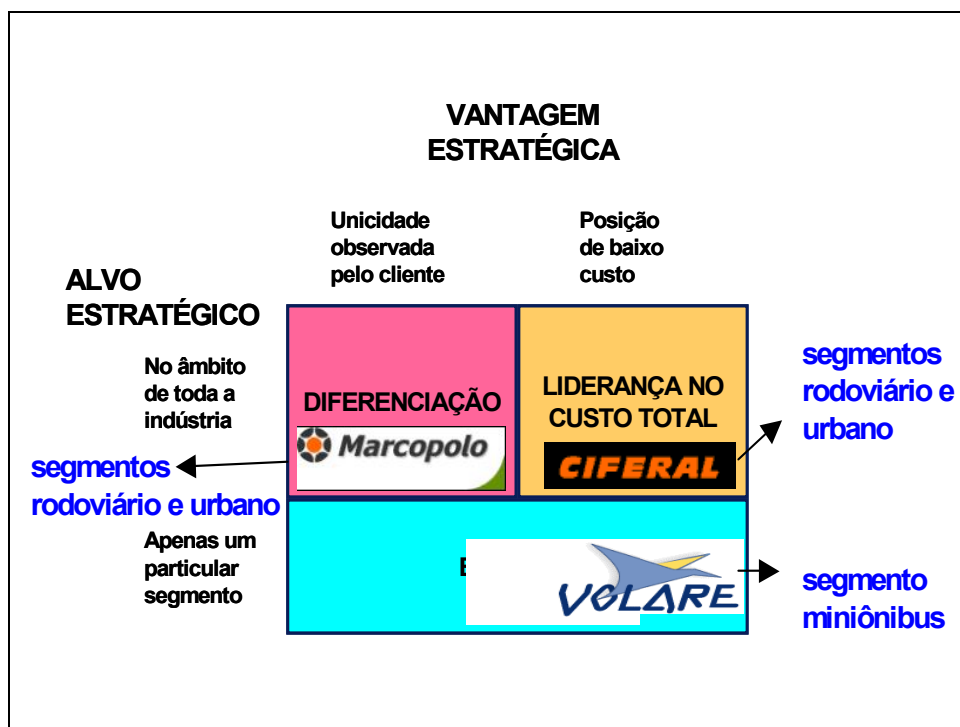 VANTAGEM
ESTRATÉGICA
Unicidade
observada
pelo cliente
Posição
de baixo
custo
ALVO
ESTRATÉGICO
No âmbito
de toda a
indústria
DIFERENCIAÇÃO
Marcopolo
LIDERANÇA NO
CUSTO TOTAL
CIFERAL
segmentos
rodoviário e
urbano
segmentos
rodoviário e urbano
Apenas um
particular
segmento
VOLARE
segmento
miniônibus